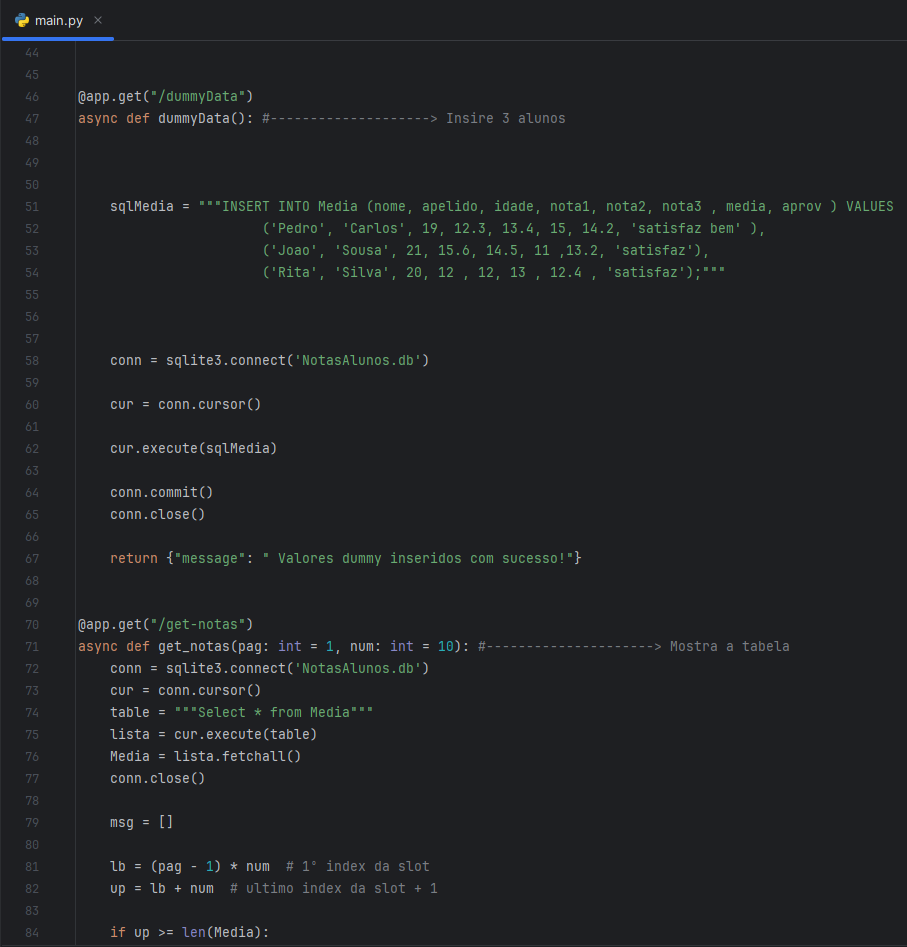 main.py ×
44
45
46 @app.get("/dummyData")
47 async def dummyData(): #--------------------> Insire 3 alunos
48
49
50
51     sqlMedia = """INSERT INTO Media (nome, apelido, idade, nota1, nota2, nota3 , media, aprov ) VALUES
52                        ('Pedro', 'Carlos', 19, 12.3, 13.4, 15, 14.2, 'satisfaz bem' ),
53                        ('Joao', 'Sousa', 21, 15.6, 14.5, 11 ,13.2, 'satisfaz'),
54                        ('Rita', 'Silva', 20, 12 , 12, 13 , 12.4 , 'satisfaz');"""
55
56
57
58     conn = sqlite3.connect('NotasAlunos.db')
59
60     cur = conn.cursor()
61
62     cur.execute(sqlMedia)
63
64     conn.commit()
65     conn.close()
66
67     return {"message": " Valores dummy inseridos com sucesso!"}
68
69
70 @app.get("/get-notas")
71 async def get_notas(pag: int = 1, num: int = 10): #---------------------> Mostra a tabela
72     conn = sqlite3.connect('NotasAlunos.db')
73     cur = conn.cursor()
74     table = """Select * from Media"""
75     lista = cur.execute(table)
76     Media = lista.fetchall()
77     conn.close()
78
79     msg = []
80
81     lb = (pag - 1) * num  # 1º index da slot
82     up = lb + num  # ultimo index da slot + 1
83
84     if up >= len(Media):